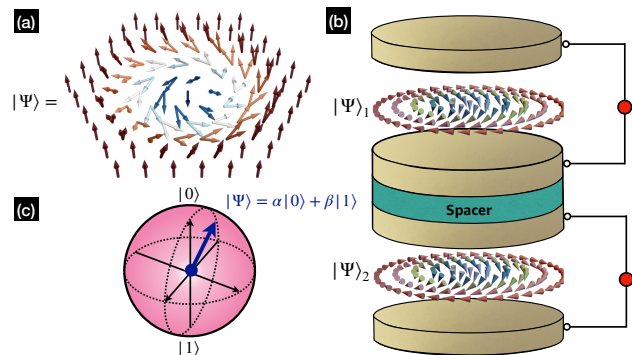 (a)
|Ψ⟩ =
(b)
|Ψ⟩₁
Spacer
|Ψ⟩₂
(c)
|0⟩
|Ψ⟩ = α|0⟩ + β|1⟩
|1⟩